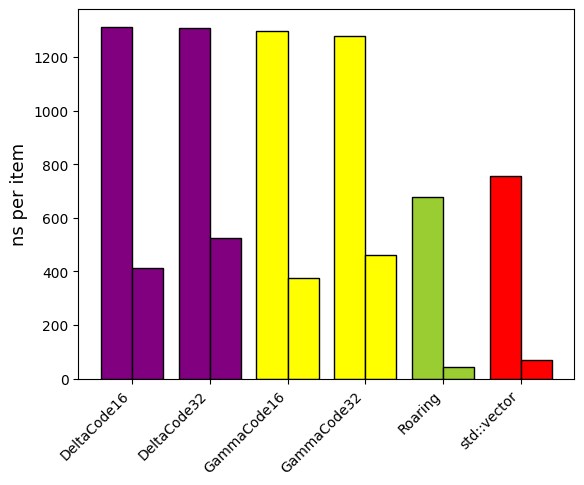 ns per item
1200
1000
800
600
400
200
0
DeltaCode16
DeltaCode32
GammaCode16
GammaCode32
Roaring
std::vector